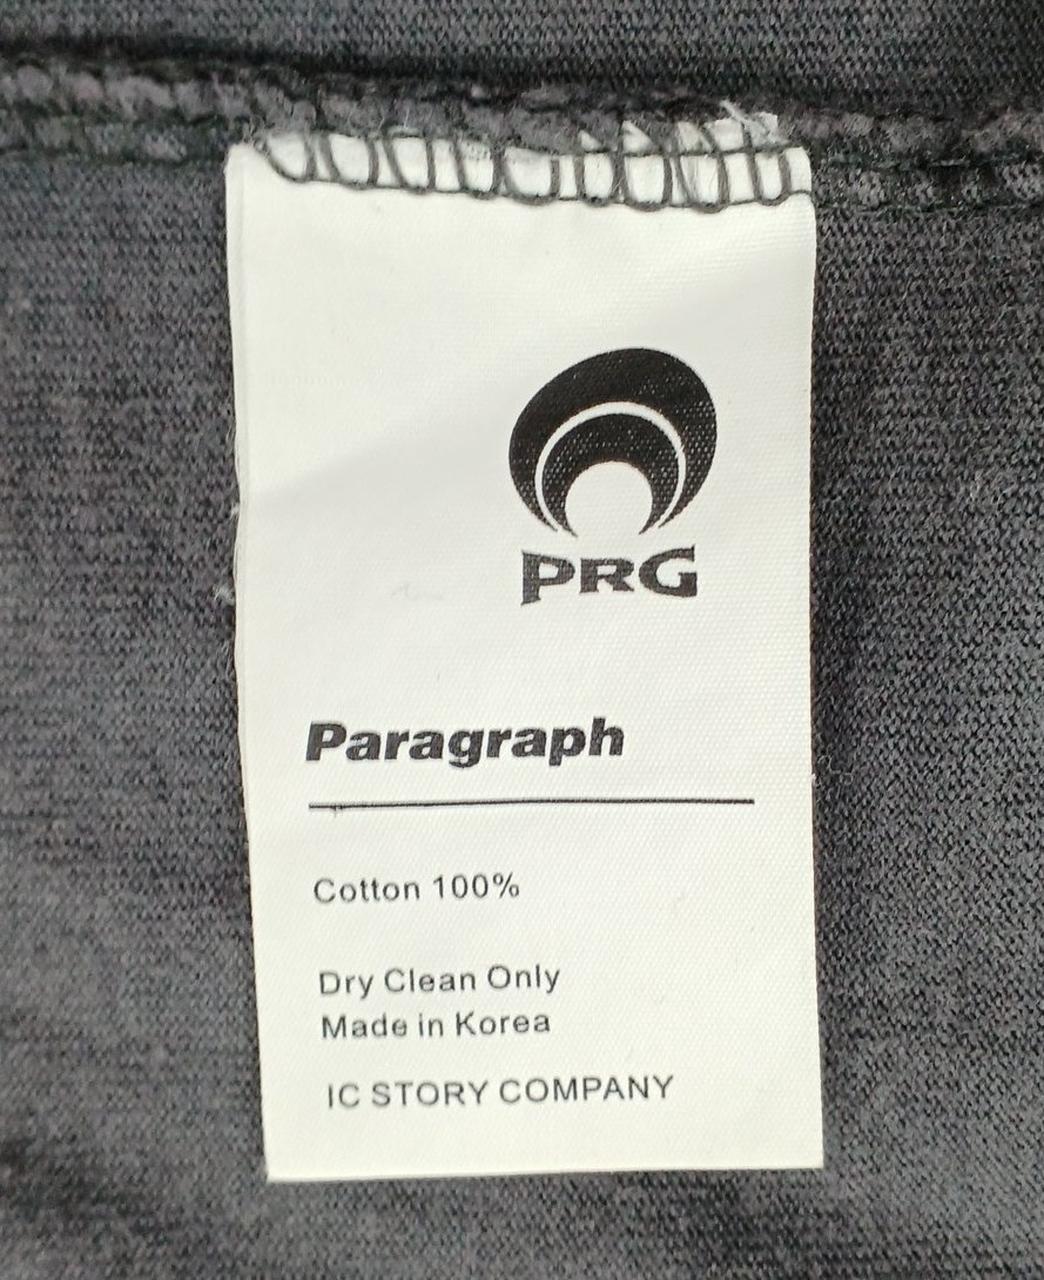 PRG
Paragraph
Cotton 100%
Dry Clean Only
Made in Korea
IC STORY COMPANY